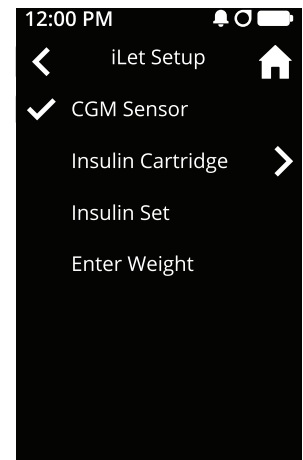 12:00 PM
iLet Setup
CGM Sensor
Insulin Cartridge
Insulin Set
Enter Weight